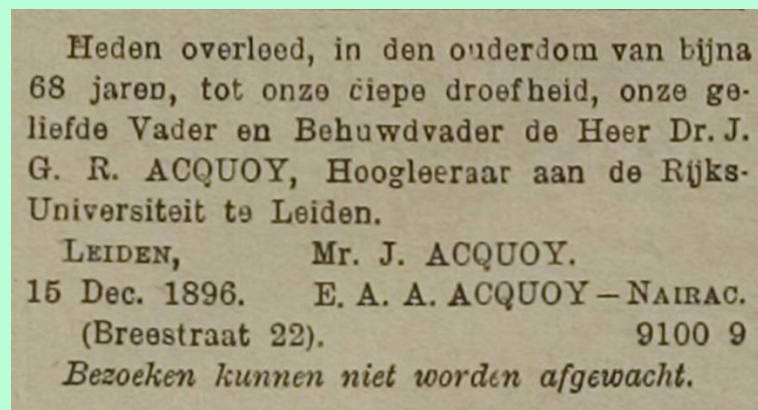 Heden overleed, in den ouderdom van bijna
68 jaren, tot onze diepe droefheid, onze ge-
liefde Vader en Behuwdvader de Heer Dr. J.
G. R. ACQUOY, Hoogleeraar aan de Rijks-
Universiteit te Leiden.
LEIDEN, Mr. J. ACQUOY.
15 Dec. 1896. E. A. A. ACQUOY – NAIRAC.
(Breestraat 22). 9100 9
Bezoeken kunnen niet worden afgewacht.